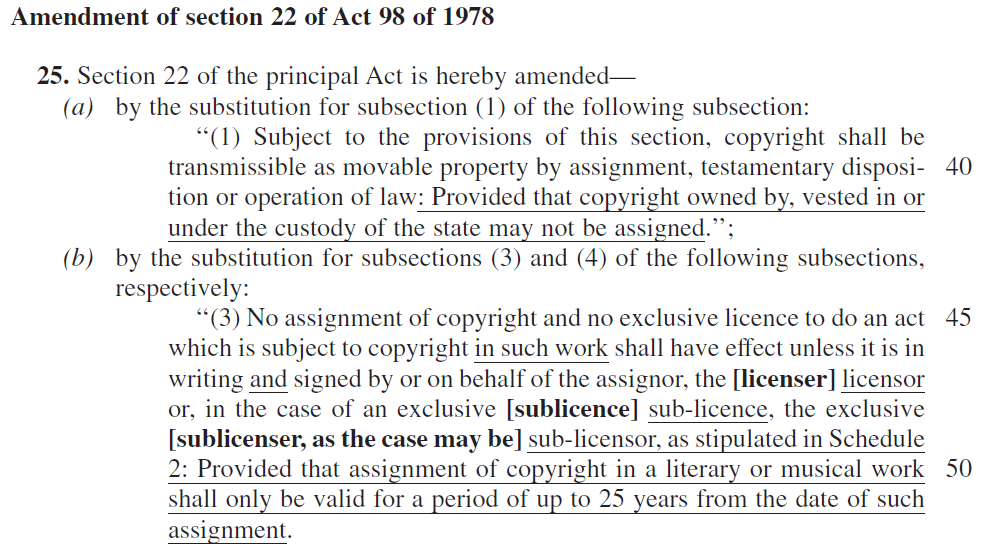 Amendment of section 22 of Act 98 of 1978
25. Section 22 of the principal Act is hereby amended—
(a) by the substitution for subsection (1) of the following subsection:
‘‘(1) Subject to the provisions of this section, copyright shall be
transmissible as movable property by assignment, testamentary disposi- 40
tion or operation of law: Provided that copyright owned by, vested in or
under the custody of the state may not be assigned.’’;
(b) by the substitution for subsections (3) and (4) of the following subsections,
respectively:
‘‘(3) No assignment of copyright and no exclusive licence to do an act 45
which is subject to copyright in such work shall have effect unless it is in
writing and signed by or on behalf of the assignor, the [licenser] licensor
or, in the case of an exclusive [sublicence] sub-licence, the exclusive
[sublicenser, as the case may be] sub-licensor, as stipulated in Schedule
2: Provided that assignment of copyright in a literary or musical work 50
shall only be valid for a period of up to 25 years from the date of such
assignment.